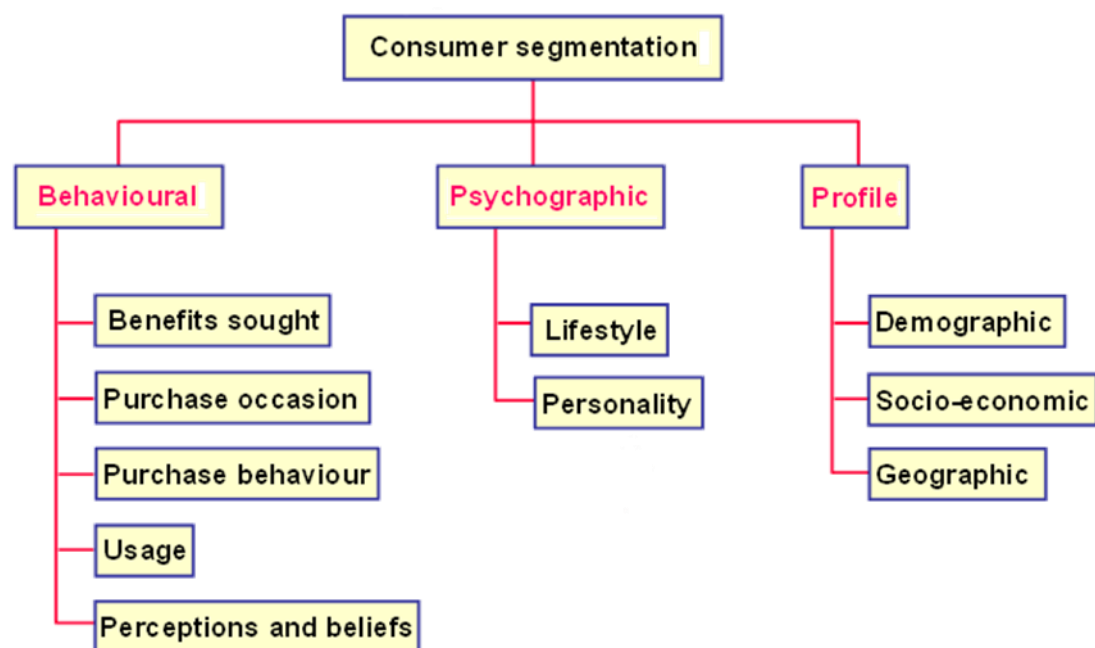 Consumer segmentation
Behavioural
Psychographic
Profile
Benefits sought
Purchase occasion
Purchase behaviour
Usage
Perceptions and beliefs
Lifestyle
Personality
Demographic
Socio-economic
Geographic